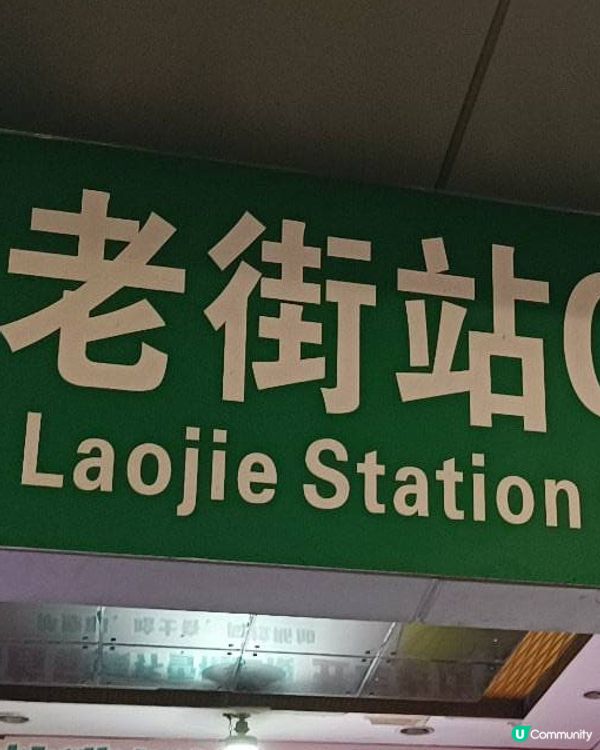 老街站
Laojie Station
U Community